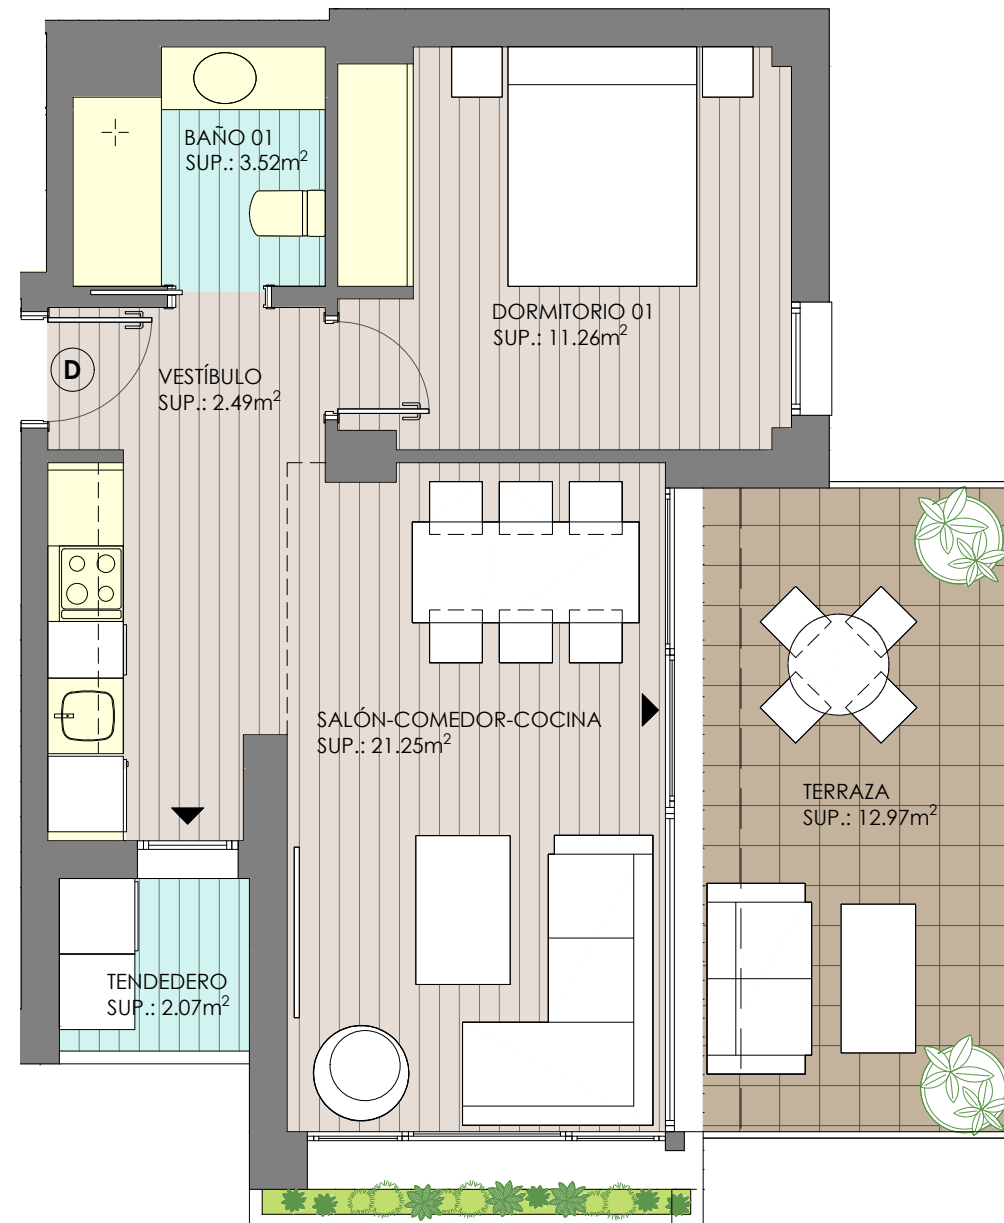 BAÑO 01
SUP.: 3.52m²
DORMITORIO 01
SUP.: 11.26m²
D
VESTÍBULO
SUP.: 2.49m²
SALÓN-COMEDOR-COCINA
SUP.: 21.25m²
TERRAZA
SUP.: 12.97m²
TENDEDERO
SUP.: 2.07m²